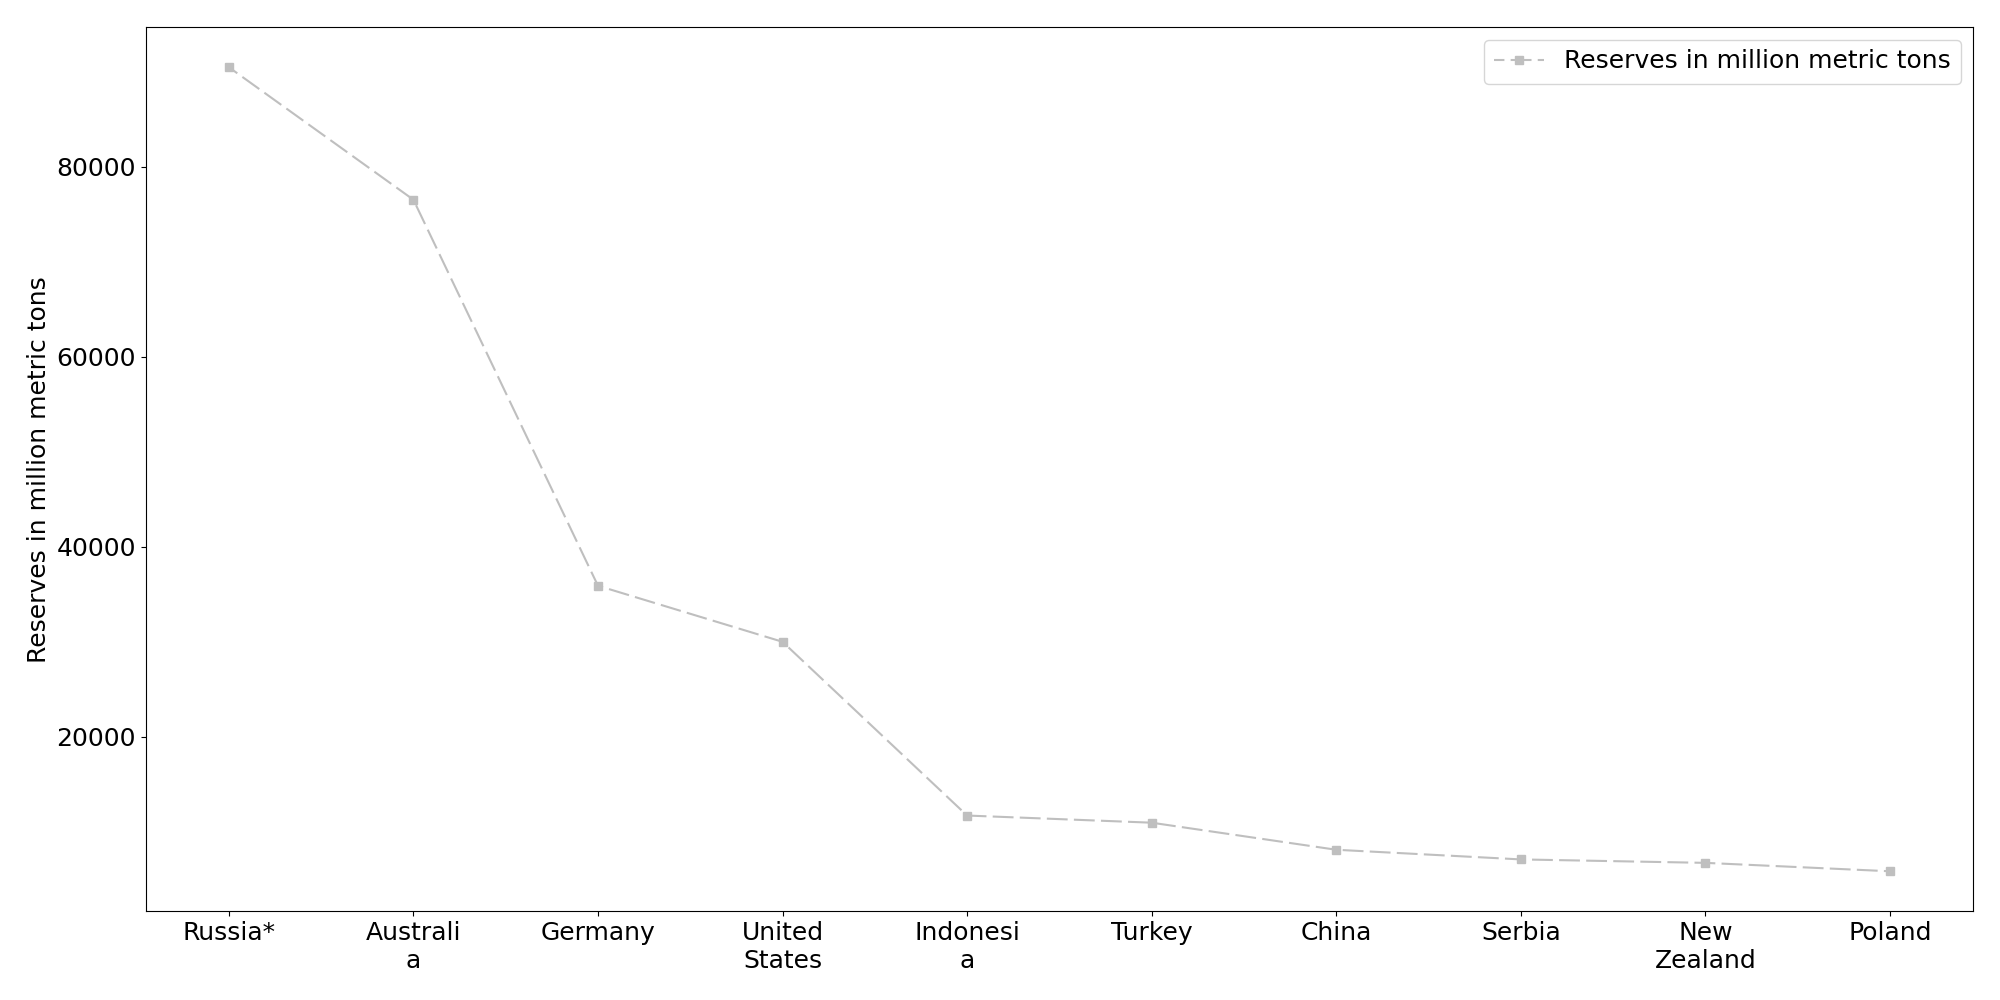 Reserves in million metric tons
80000
60000
40000
20000
Reserves in million metric tons
Russia*
Australi
a
Germany
United
States
Indonesi
a
Turkey
China
Serbia
New
Zealand
Poland